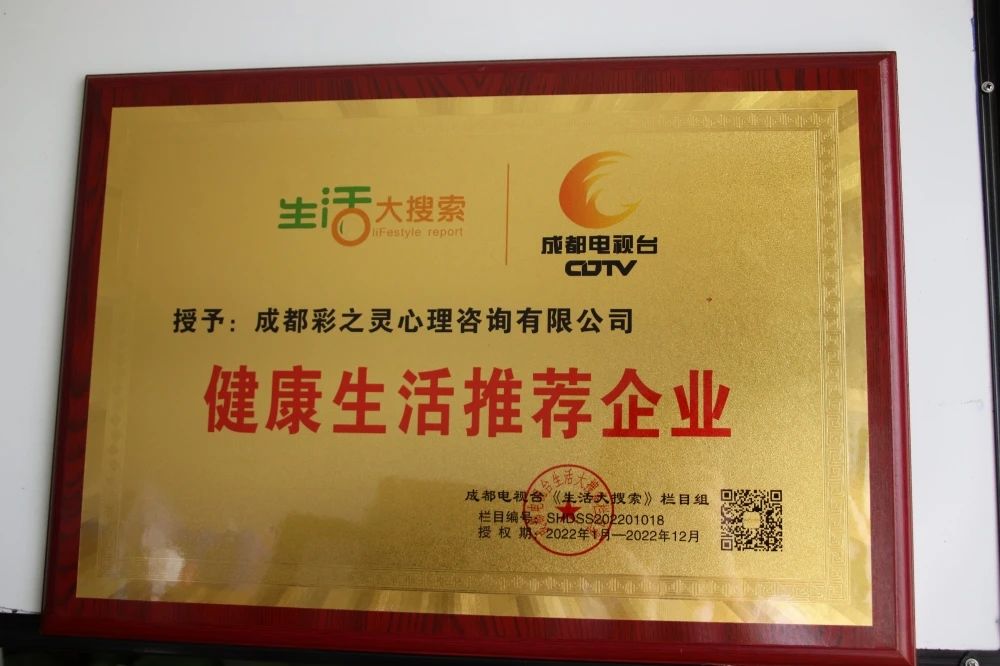 生活大搜索
liFestyle report
成都电视台
CDTV
授予：成都彩之灵心理咨询有限公司
健康生活推荐企业
成都电视台《生活大搜索》栏目组
栏目编号：SHDSS202201018
授 权 期：2022年1月—2022年12月